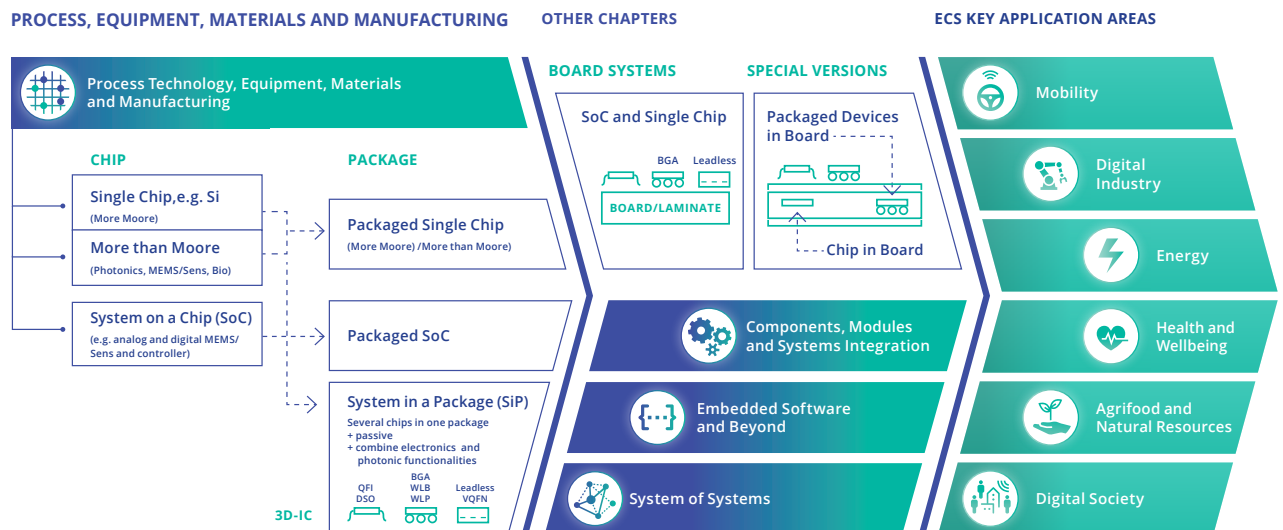 PROCESS, EQUIPMENT, MATERIALS AND MANUFACTURING
OTHER CHAPTERS
ECS KEY APPLICATION AREAS
Process Technology, Equipment, Materials
and Manufacturing
CHIP
Single Chip,e.g. Si
(More Moore)
More than Moore
(Photonics, MEMS/Sens, Bio)
System on a Chip (SoC)
(e.g. analog and digital MEMS/
Sens and controller)
PACKAGE
Packaged Single Chip
(More Moore) /More than Moore)
Packaged SoC
System in a Package (SiP)
Several chips in one package
+ passive
+ combine electronics and
photonic functionalities
QFI
DSO
BGA
WLB
WLP
Leadless
VQFN
3D-IC
BOARD SYSTEMS
SoC and Single Chip
BGA
Leadless
BOARD/LAMINATE
SPECIAL VERSIONS
Packaged Devices
in Board
Chip in Board
Components, Modules
and Systems Integration
Embedded Software
and Beyond
System of Systems
Mobility
Digital
Industry
Energy
Health and
Wellbeing
Agrifood and
Natural Resources
Digital Society